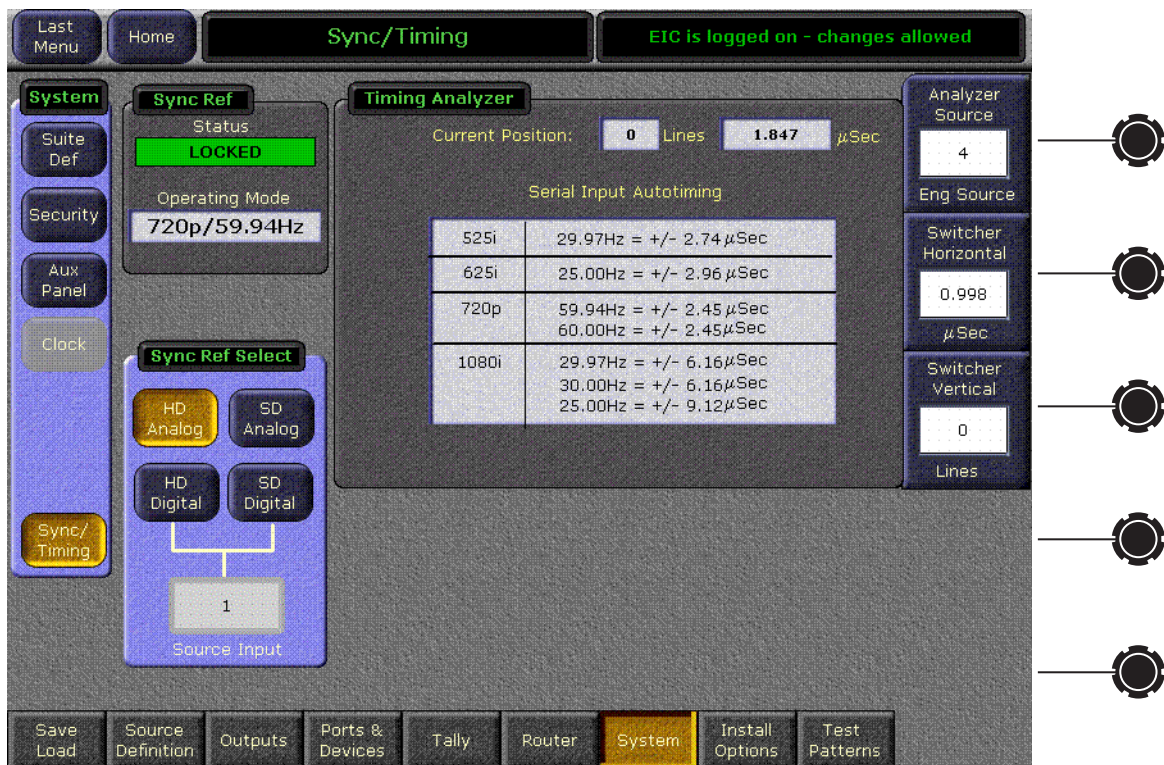 Last
Menu
Home
Sync/Timing
EIC is logged on - changes allowed
System
Suite
Def
Security
Aux
Panel
Clock
Sync/
Timing
Sync Ref
Status
LOCKED
Operating Mode
720p/59.94Hz
Sync Ref Select
HD
Analog
SD
Analog
HD
Digital
SD
Digital
1
Source Input
Timing Analyzer
Current Position: 0 Lines 1.847 μSec
Serial Input Autotiming
525i 29.97Hz = +/- 2.74μSec
625i 25.00Hz = +/- 2.96μSec
720p 59.94Hz = +/- 2.45μSec
60.00Hz = +/- 2.45μSec
1080i 29.97Hz = +/- 6.16μSec
30.00Hz = +/- 6.16μSec
25.00Hz = +/- 9.12μSec
Analyzer
Source
4
Eng Source
Switcher
Horizontal
0.998
μSec
Switcher
Vertical
0
Lines
Save
Load
Source
Definition
Outputs
Ports &
Devices
Tally
Router
System
Install
Options
Test
Patterns